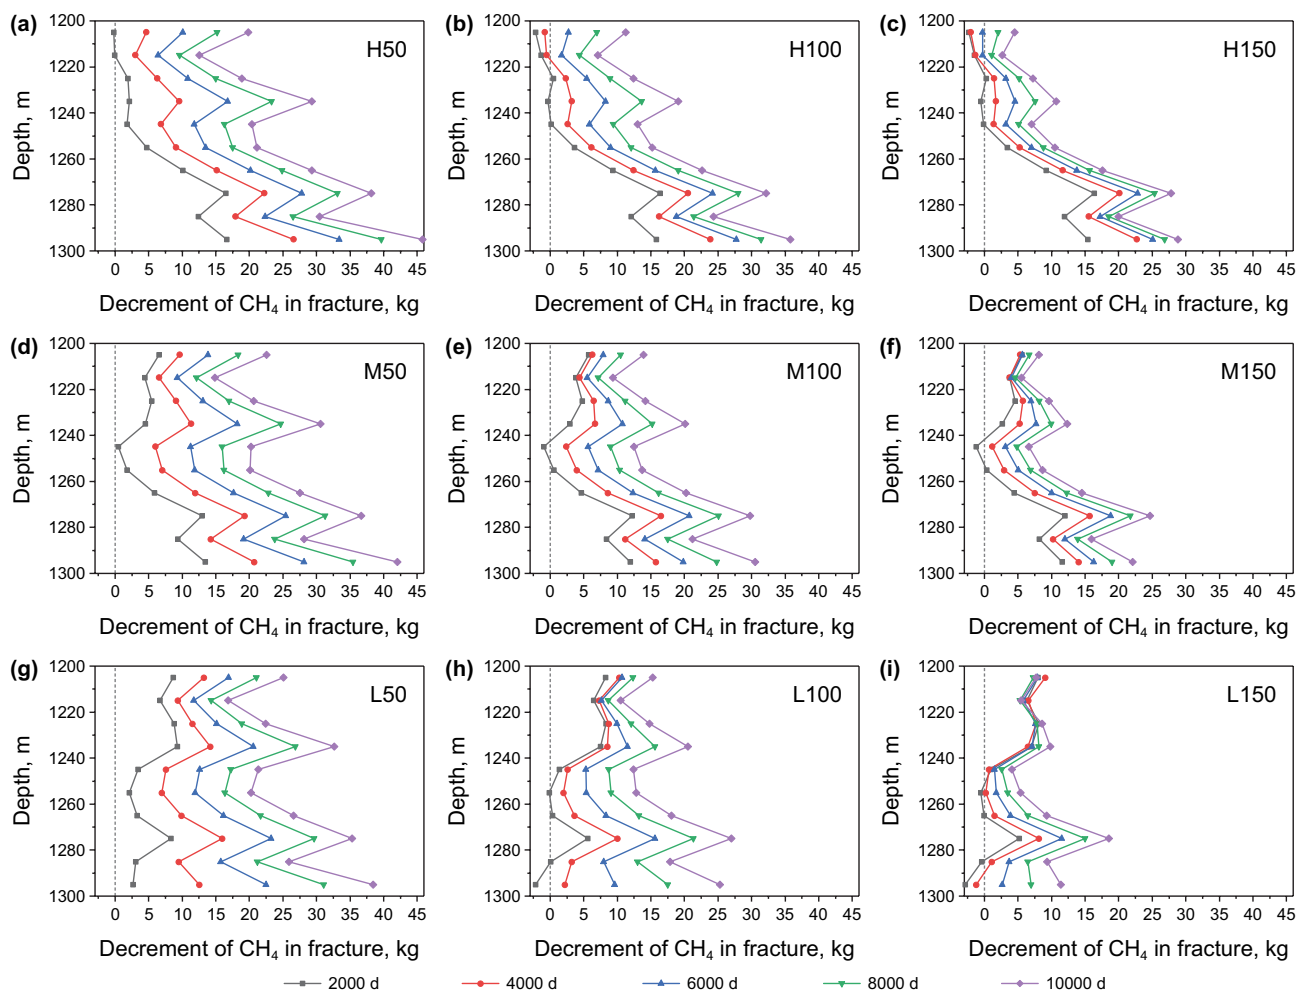 (a) 1200 H50 (b) 1200 H100 (c) 1200 H150
1220 1220 1220
1240 1240 1240
1260 1260 1260
1280 1280 1280
1300 1300 1300
Depth, m Depth, m Depth, m
0 5 10 15 20 25 30 35 40 45 0 5 10 15 20 25 30 35 40 45 0 5 10 15 20 25 30 35 40 45
Decrement of CH₄ in fracture, kg Decrement of CH₄ in fracture, kg Decrement of CH₄ in fracture, kg
(d) 1200 M50 (e) 1200 M100 (f) 1200 M150
1220 1220 1220
1240 1240 1240
1260 1260 1260
1280 1280 1280
1300 1300 1300
Depth, m Depth, m Depth, m
0 5 10 15 20 25 30 35 40 45 0 5 10 15 20 25 30 35 40 45 0 5 10 15 20 25 30 35 40 45
Decrement of CH₄ in fracture, kg Decrement of CH₄ in fracture, kg Decrement of CH₄ in fracture, kg
(g) 1200 L50 (h) 1200 L100 (i) 1200 L150
1220 1220 1220
1240 1240 1240
1260 1260 1260
1280 1280 1280
1300 1300 1300
Depth, m Depth, m Depth, m
0 5 10 15 20 25 30 35 40 45 0 5 10 15 20 25 30 35 40 45 0 5 10 15 20 25 30 35 40 45
Decrement of CH₄ in fracture, kg Decrement of CH₄ in fracture, kg Decrement of CH₄ in fracture, kg
2000 d 4000 d 6000 d 8000 d 10000 d